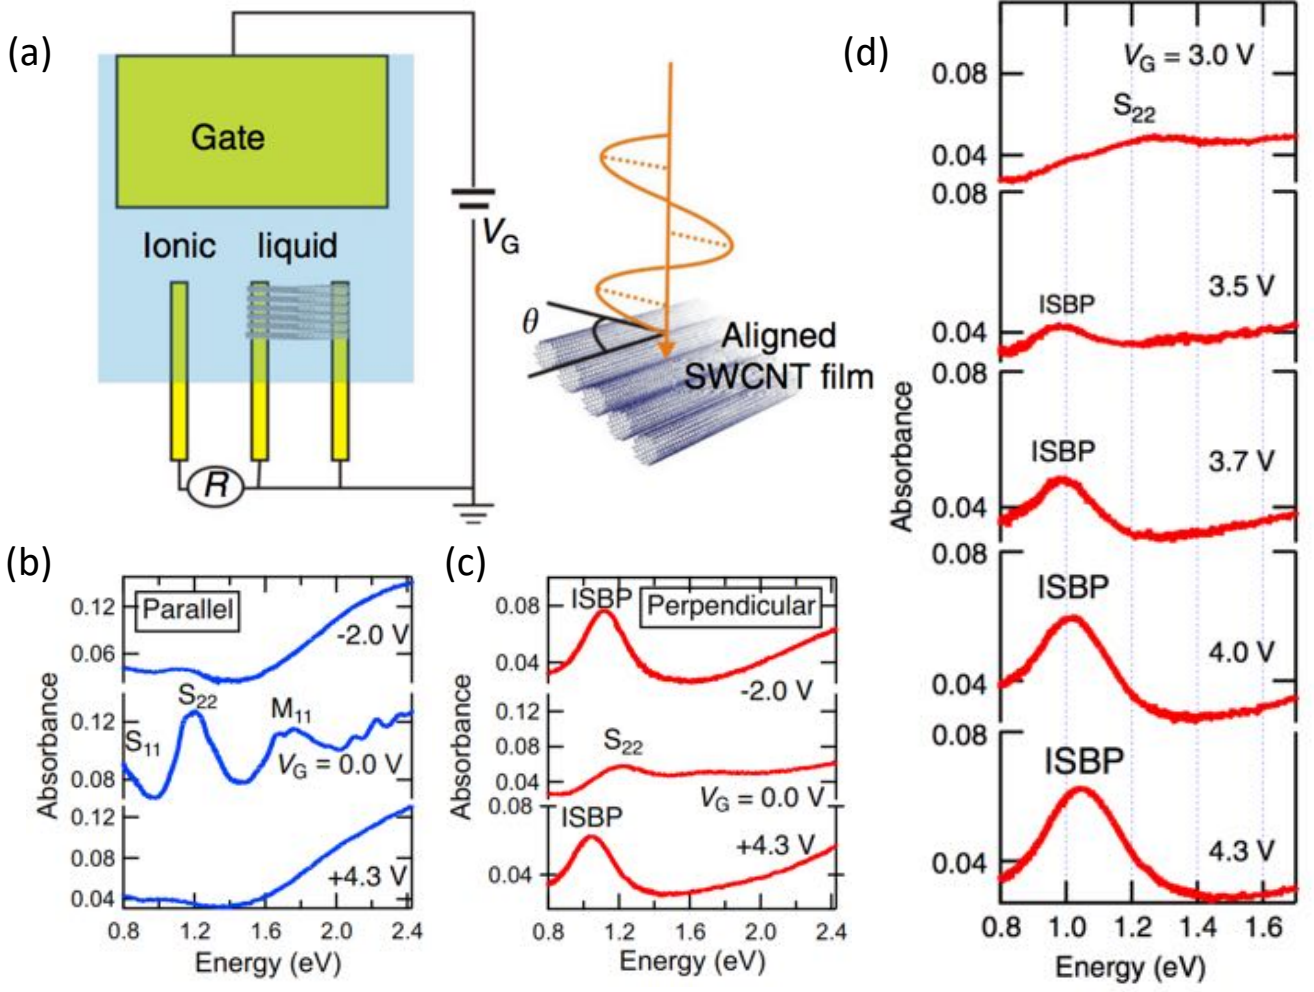 (a)
Gate
Ionic liquid
V_G
R
θ
Aligned
SWCNT film
(b)
Parallel
-2.0 V
0.12
0.06
S₂₂
M₁₁
S₁₁
V_G = 0.0 V
0.12
0.08
+4.3 V
0.12
0.08
0.04
Absorbance
0.8 1.2 1.6 2.0 2.4
Energy (eV)
(c)
ISBP
Perpendicular
0.08
0.04
-2.0 V
0.12
0.08
0.04
S₂₂
V_G = 0.0 V
0.08
0.04
ISBP
+4.3 V
Absorbance
0.8 1.2 1.6 2.0 2.4
Energy (eV)
(d)
V_G = 3.0 V
0.08
S₂₂
0.04
0.08
3.5 V
ISBP
0.04
0.08
ISBP
3.7 V
0.04
0.08
ISBP
4.0 V
0.04
0.08
ISBP
4.3 V
0.04
Absorbance
0.8 1.0 1.2 1.4 1.6
Energy (eV)